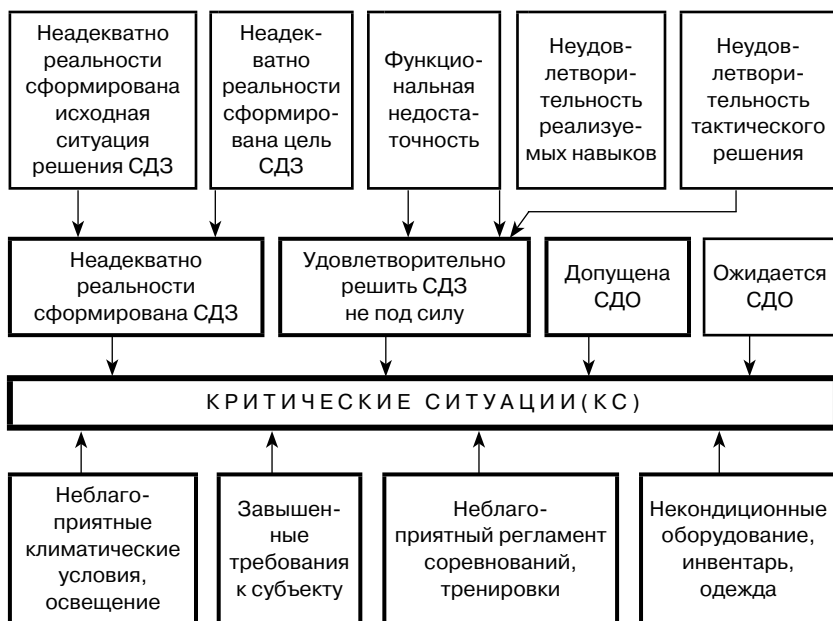 Неадекватно
реальности
сформирована
исходная
ситуация
решения СДЗ
Неадек-
ватно
реальности
сформиро-
вана цель
СДЗ
Функцио-
нальная
недоста-
точность
Неудов-
летвори-
тельность
реализуе-
мых навыков
Неудов-
летвори-
тельность
тактического
решения
Неадекватно
реальности
сформирована СДЗ
Удовлетворительно
решить СДЗ
не под силу
Допущена
СДО
Ожидается
СДО
КРИТИЧЕСКИЕ СИТУАЦИИ(КС)
Неблаго-
приятные
климатические
условия,
освещение
Завышен-
ные
требования
к субъекту
Неблаго-
приятный регламент
соревнований,
тренировки
Некондиционные
оборудование,
инвентарь,
одежда